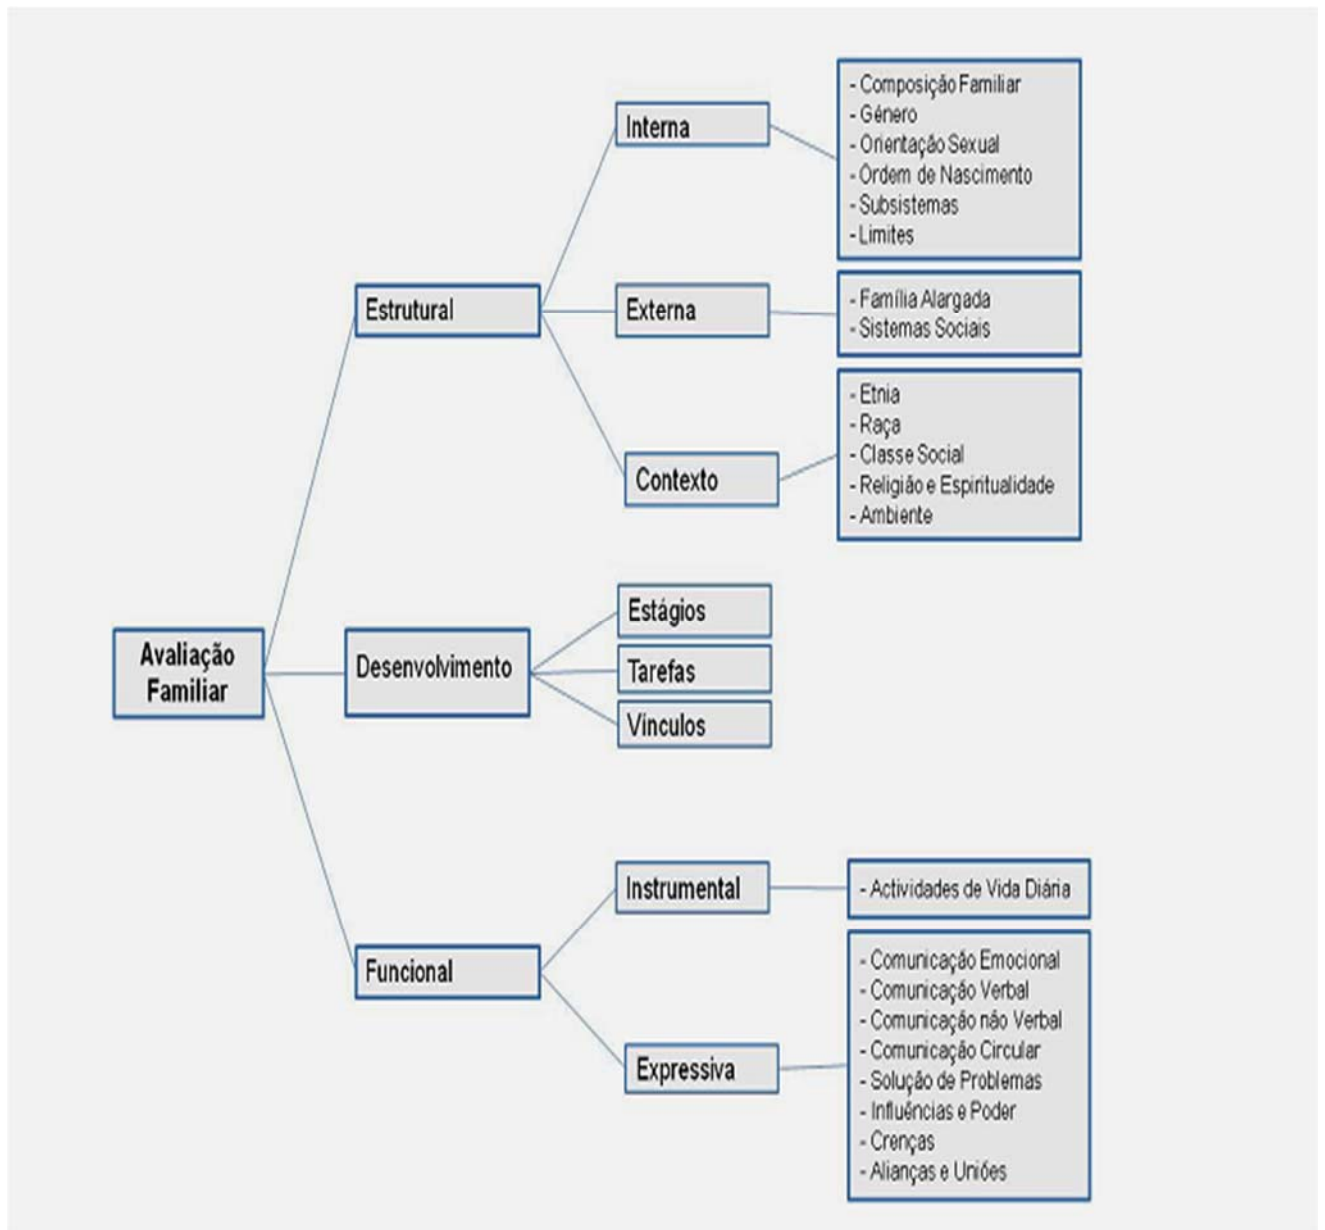 Avaliação
Familiar
Estrutural
Interna
- Composição Familiar
- Género
- Orientação Sexual
- Ordem de Nascimento
- Subsistemas
- Limites
Externa
- Família Alargada
- Sistemas Sociais
Contexto
- Etnia
- Raça
- Classe Social
- Religião e Espiritualidade
- Ambiente
Desenvolvimento
Estágios
Tarefas
Vínculos
Funcional
Instrumental
- Actividades de Vida Diária
Expressiva
- Comunicação Emocional
- Comunicação Verbal
- Comunicação não Verbal
- Comunicação Circular
- Solução de Problemas
- Influências e Poder
- Crenças
- Alianças e Uniões